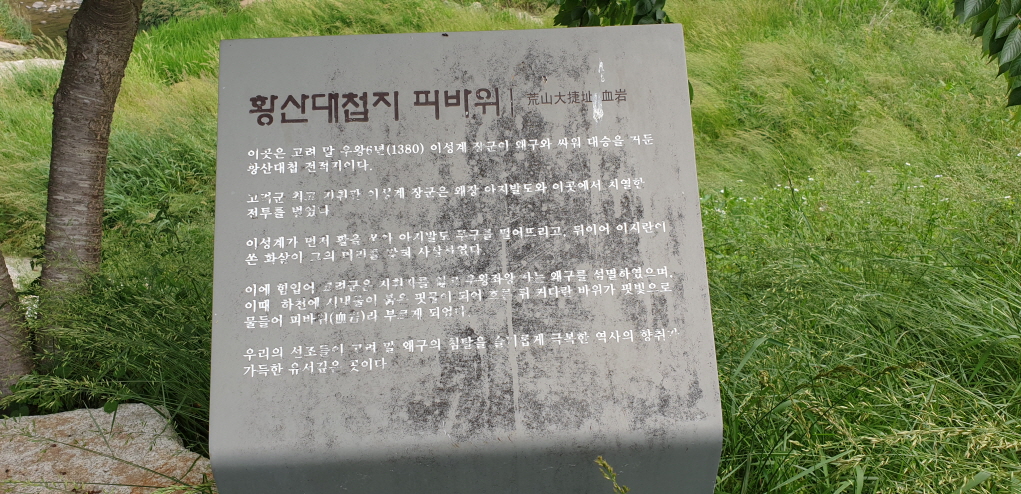 황산대첩지 피바위 | 荒山大捷址 血岩
이곳은 고려 말 우왕6년(1380) 이성계 장군이 왜구와 싸워 대승을 거둔
황산대첩 전적지이다.
고려군 최고 지휘관 이성계 장군은 왜장 아지발도와 이곳에서 치열한
전투를 벌였다.
이성계가 먼저 활을 쏘아 아지발도 투구를 떨어뜨리고, 뒤이어 이지란이
쏜 화살이 그의 머리를 맞혀 사살하였다.
이에 힘입어 고려군은 지휘자를 잃고 우왕좌왕 하는 왜구를 섬멸하였으며,
이때 하천에 시냇물이 붉은 핏물이 되어 흐른 뒤 커다란 바위가 핏빛으로
물들어 피바위(血岩)라 부르게 되었다.
우리의 선조들이 고려 말 왜구의 침탈을 슬기롭게 극복한 역사의 향취가
가득한 유서깊은 곳이다